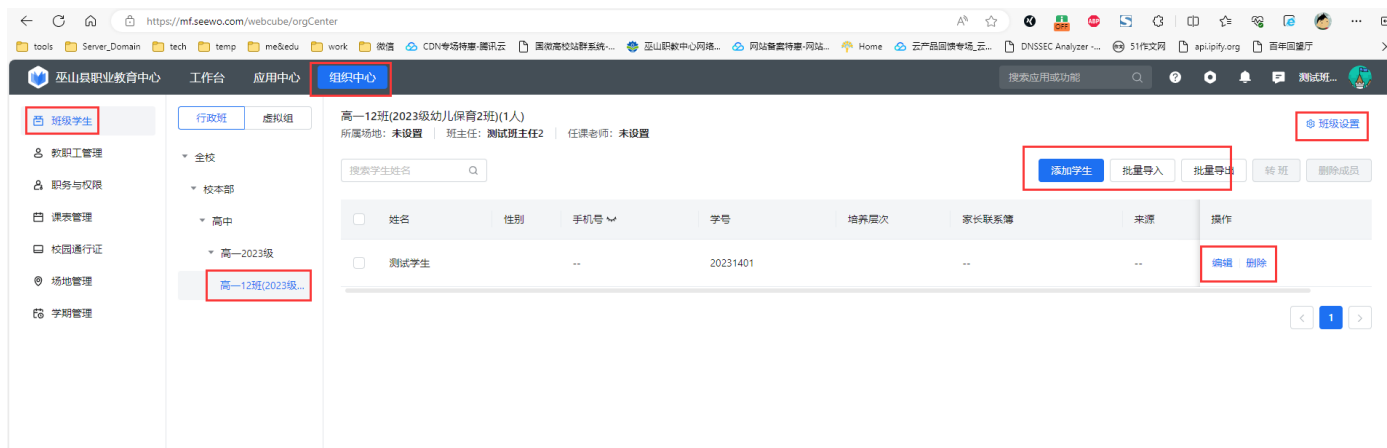 https://mf.seewo.com/webcube/orgCenter
tools Server_Domain tech temp me&edu work 微信 CDN专场特惠-腾讯云 国微高校站群系统-... 巫山职教中心网络... 网站备案特惠-网站... Home 云产品回馈专场_云... DNSSEC Analyzer -... 51作文网 api.ipify.org 百年回望厅
巫山县职业教育中心 工作台 应用中心 组织中心 搜索应用或功能 测试班...
班级学生
教职工管理
职务与权限
课表管理
校园通行证
场地管理
学期管理
行政班 虚拟组
全校
校本部
高中
高一2023级
高一12班(2023级...
高一12班(2023级幼儿保育2班)(1人)
所属场地：未设置 班主任：测试班主任2 任课老师：未设置
班级设置
搜索学生姓名 添加学生 批量导入 批量导出 转班 删除成员
姓名 性别 手机号 学号 培养层次 家长联系簿 来源 操作
测试学生 -- 20231401 -- -- 编辑 删除
1